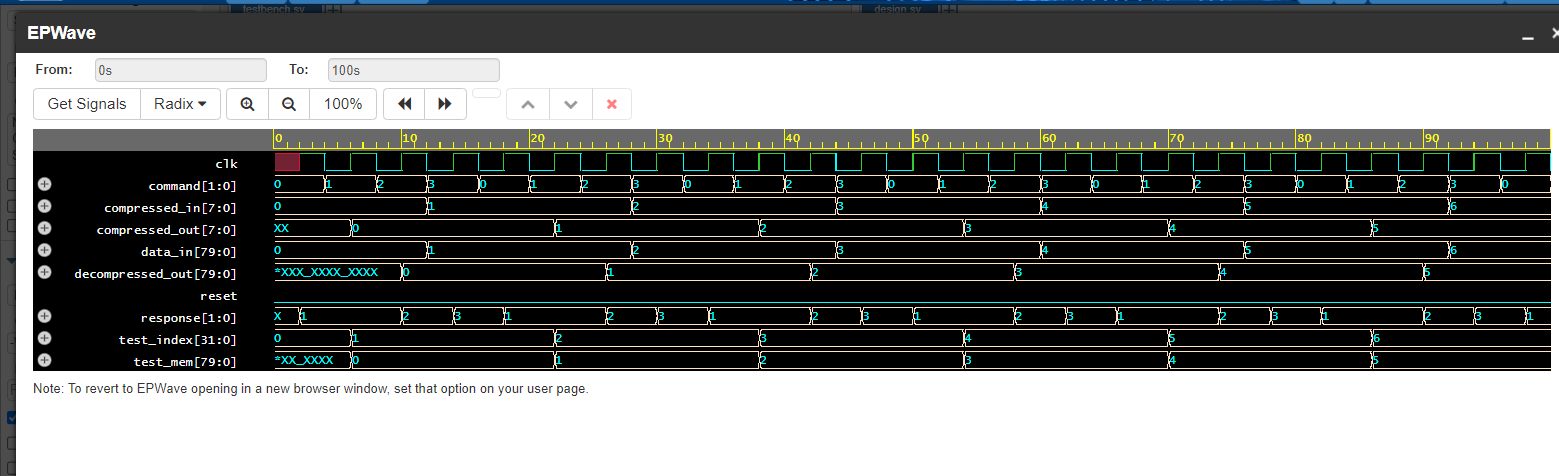 testbench.sv
design.sv
EPWave
From: 0s To: 100s
Get Signals Radix 100%
0 10 20 30 40 50 60 70 80 90
clk
command[1:0] 0 1 2 3 0 1 2 3 0 1 2 3 0 1 2 3 0 1 2 3 0 1 2 3 0
compressed_in[7:0] 0 1 2 3 4 5 6
compressed_out[7:0] XX 0 1 2 3 4 5
data_in[79:0] 0 1 2 3 4 5 6
decompressed_out[79:0] *XXX_XXXX_XXXX 0 1 2 3 4 5
reset
response[1:0] X 1 2 3 1 2 3 1 2 3 1 2 3 1 2 3 1 2 3 1
test_index[31:0] 0 1 2 3 4 5 6
test_mem[79:0] *XX_XXXX 0 1 2 3 4 5
Note: To revert to EPWave opening in a new browser window, set that option on your user page.